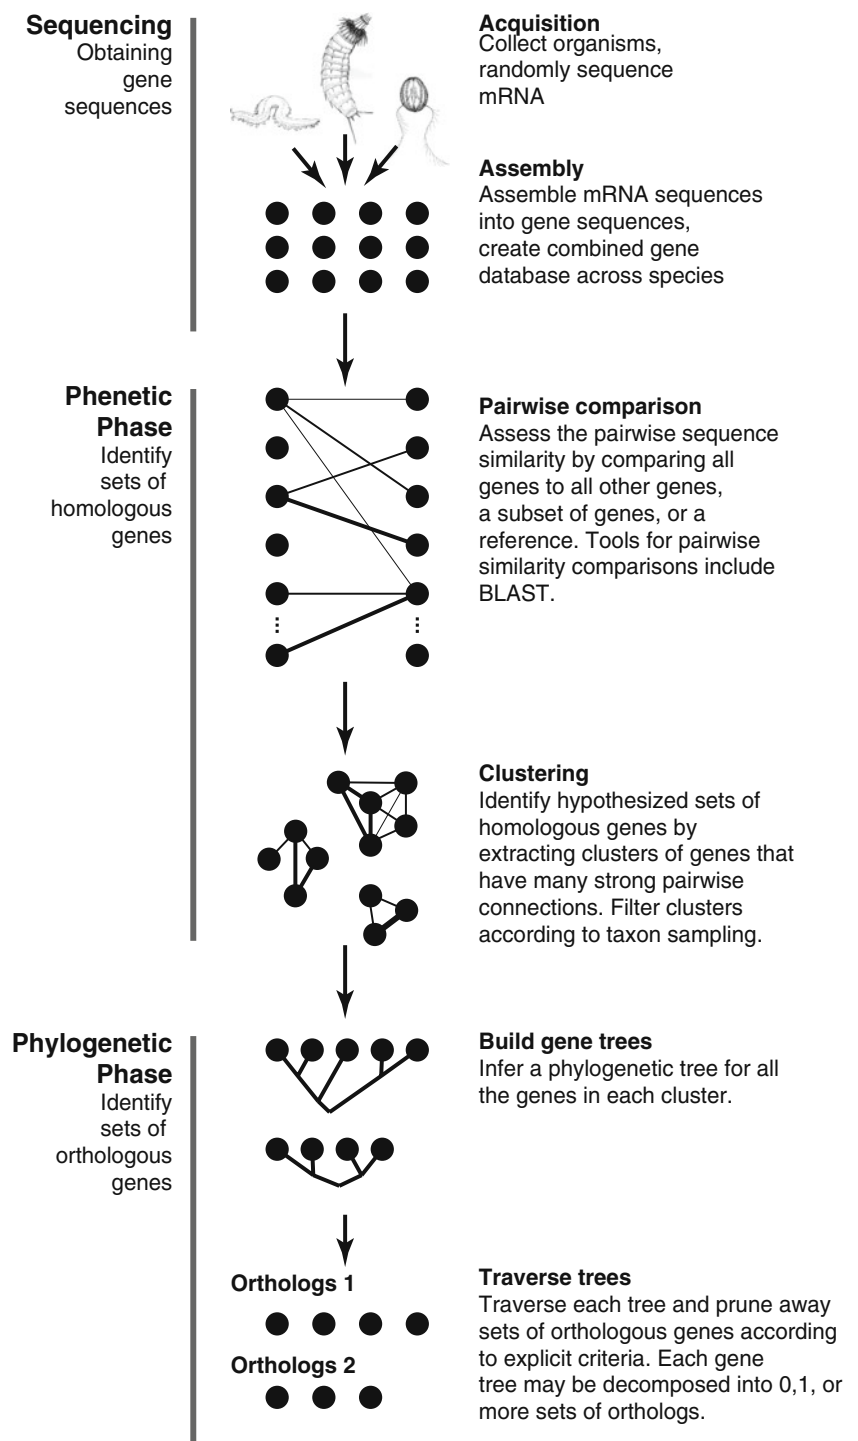 Sequencing
Obtaining
gene
sequences
Acquisition
Collect organisms,
randomly sequence
mRNA
Assembly
Assemble mRNA sequences
into gene sequences,
create combined gene
database across species
Phenetic
Phase
Identify
sets of
homologous
genes
Pairwise comparison
Assess the pairwise sequence
similarity by comparing all
genes to all other genes,
a subset of genes, or a
reference. Tools for pairwise
similarity comparisons include
BLAST.
Clustering
Identify hypothesized sets of
homologous genes by
extracting clusters of genes that
have many strong pairwise
connections. Filter clusters
according to taxon sampling.
Phylogenetic
Phase
Identify
sets of
orthologous
genes
Build gene trees
Infer a phylogenetic tree for all
the genes in each cluster.
Orthologs 1
Orthologs 2
Traverse trees
Traverse each tree and prune away
sets of orthologous genes according
to explicit criteria. Each gene
tree may be decomposed into 0,1, or
more sets of orthologs.